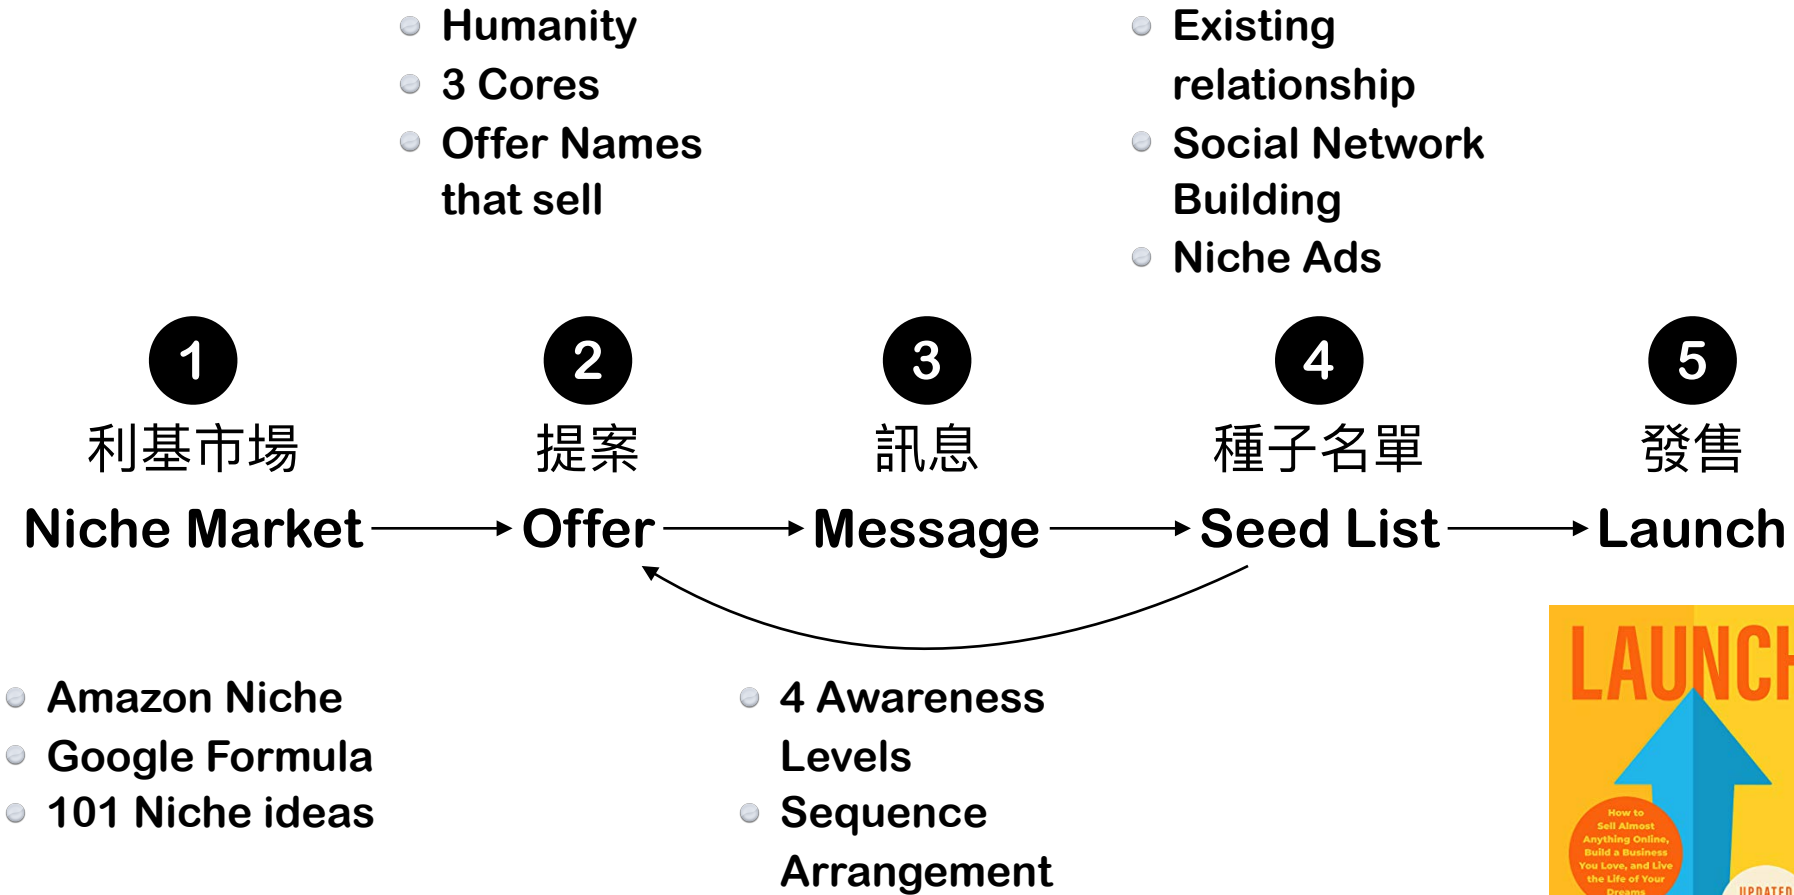 Humanity
3 Cores
Offer Names
that sell
Existing
relationship
Social Network
Building
Niche Ads
1
2
3
4
5
利基市場
提案
訊息
種子名單
發售
Niche Market
Offer
Message
Seed List
Launch
Amazon Niche
Google Formula
101 Niche ideas
4 Awareness
Levels
Sequence
Arrangement
LAUNCH
How to
Sell Almost
Anything Online,
Build a Business
You Love, and Live
the Life of Your
Dreams
UPDATED